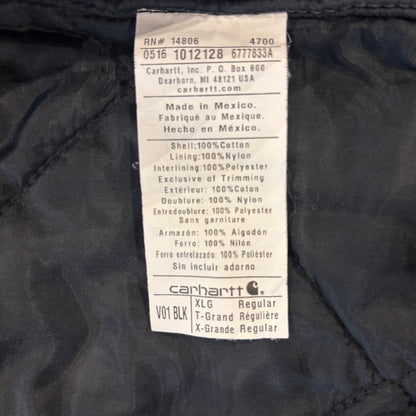 RN# 14806 4700
0516 1012128 6777833A
Carhartt, Inc. P. O. Box 600
Dearborn, MI 48121 USA
carhartt.com
Made in Mexico.
Fabriqué au Mexique.
Hecho en México.
Shell:100%Cotton
Lining:100%Nylon
Interlining:100%Polyester
Exclusive of Trimming
Extérieur: 100%Coton
Doublure: 100% Nylon
Entredoublure: 100% Polyester
Sans garniture
Armazón: 100% Algodón
Forro: 100% Nilón
Forro entrelazado: 100% Poliéster
Sin incluir adorno
carhartt
V01 BLK
XLG Regular
T-Grand Régulière
X-Grande Regular